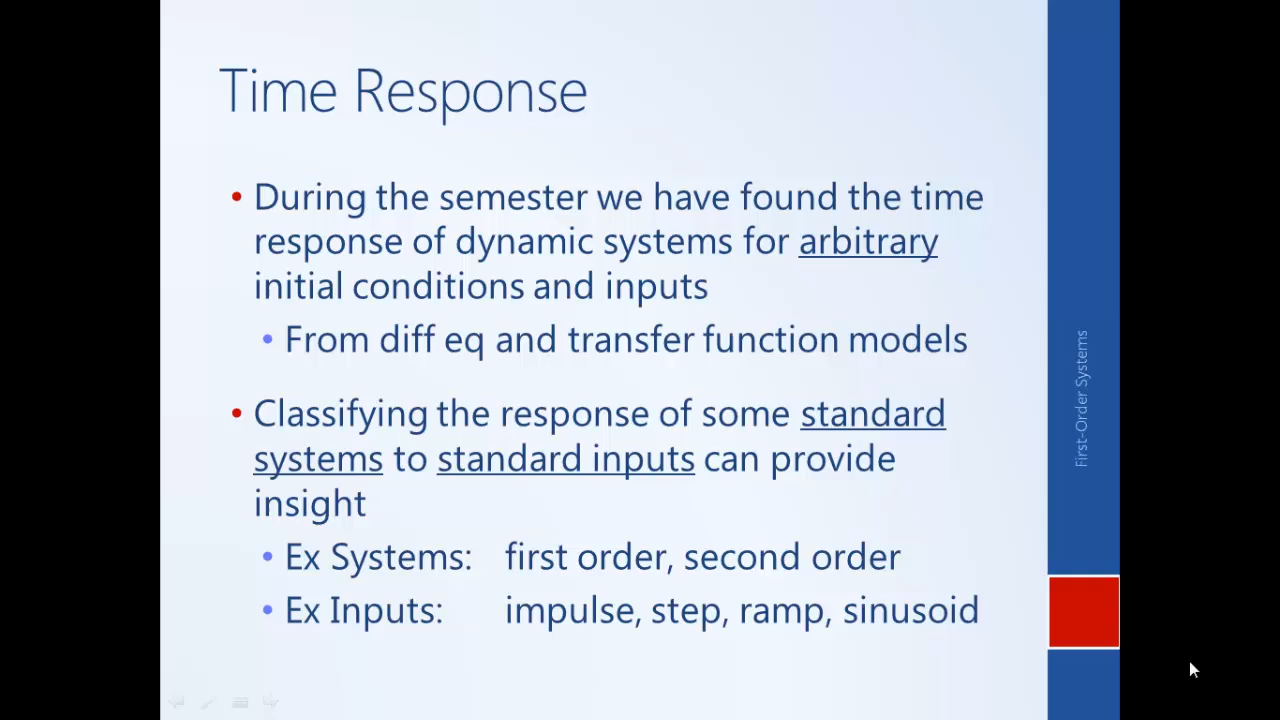 Time Response
• During the semester we have found the time
response of dynamic systems for arbitrary
initial conditions and inputs
• From diff eq and transfer function models
• Classifying the response of some standard
systems to standard inputs can provide
insight
• Ex Systems: first order, second order
• Ex Inputs: impulse, step, ramp, sinusoid
First-Order Systems